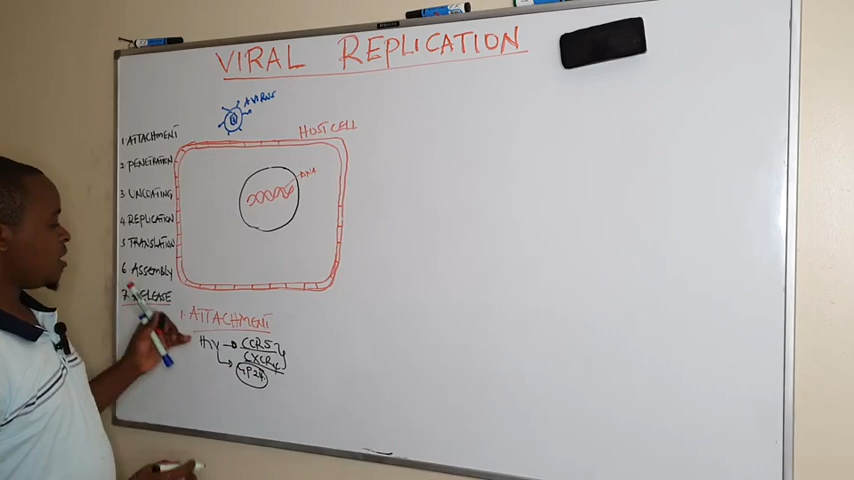 VIRAL REPLICATION
A VIRUS
HOST CELL
DNA
1. ATTACHMENT
2 PENETRATION
3 UNCOATING
4 REPLICATION
5 TRANSLATION
6 Assembly
7 RELEASE
1. ATTACHMENT
HIV → CCR5
CXCR4